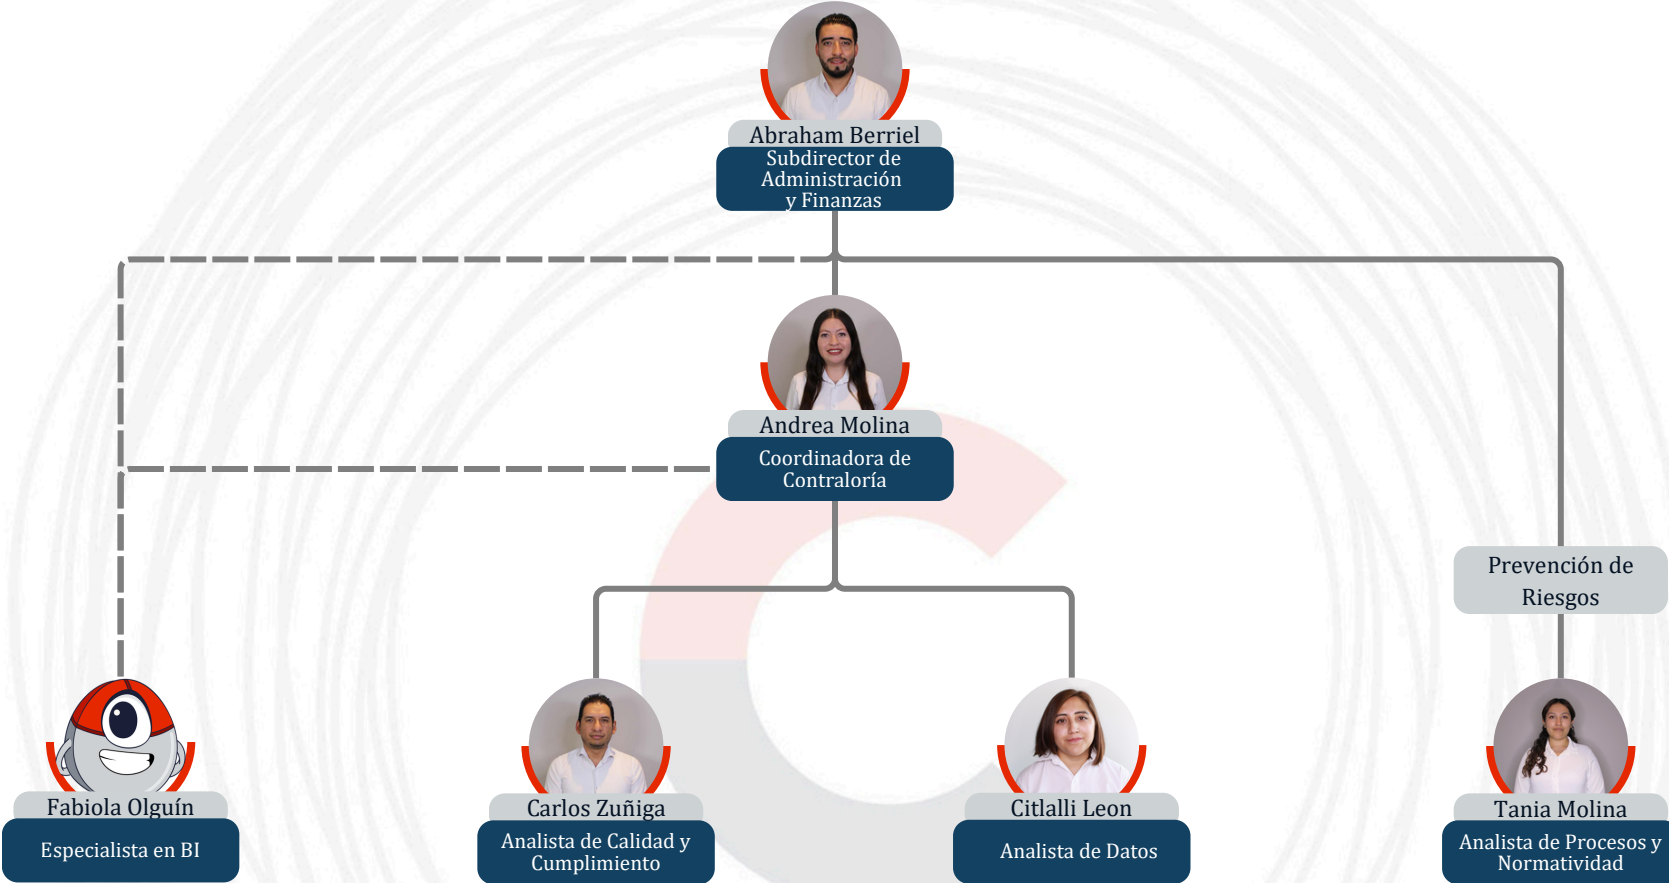 Abraham Berriel
Subdirector de
Administración
y Finanzas
Andrea Molina
Coordinadora de
Contraloría
Prevención de
Riesgos
Fabiola Olguín
Especialista en BI
Carlos Zuñiga
Analista de Calidad y
Cumplimiento
Citlalli Leon
Analista de Datos
Tania Molina
Analista de Procesos y
Normatividad